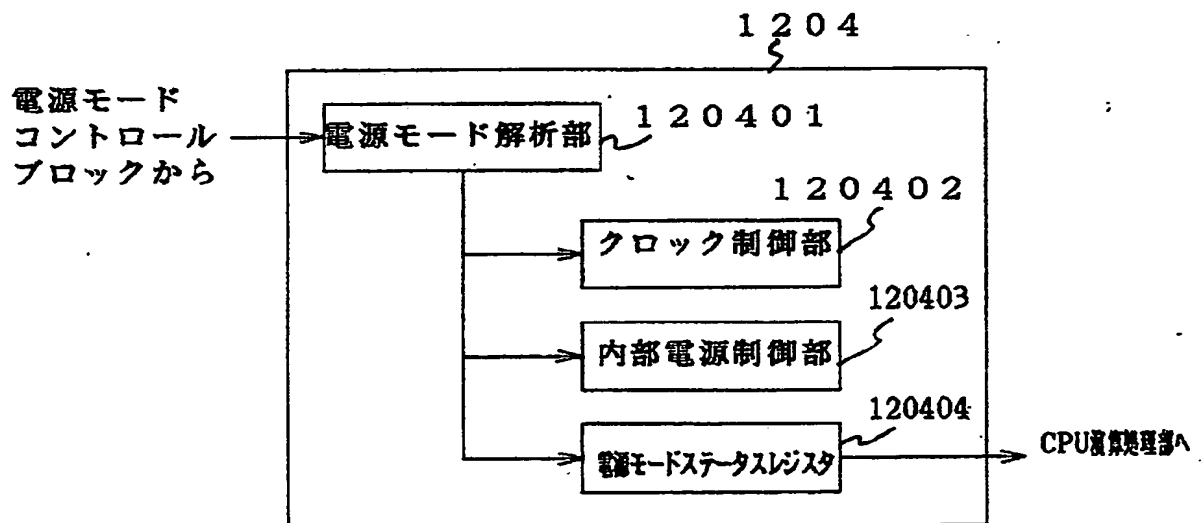 1204
電源モード
コントロール
ブロックから
電源モード解析部
120401
120402
クロック制御部
120403
内部電源制御部
120404
電源モードステータスレジスタ
CPU演算処理部へ